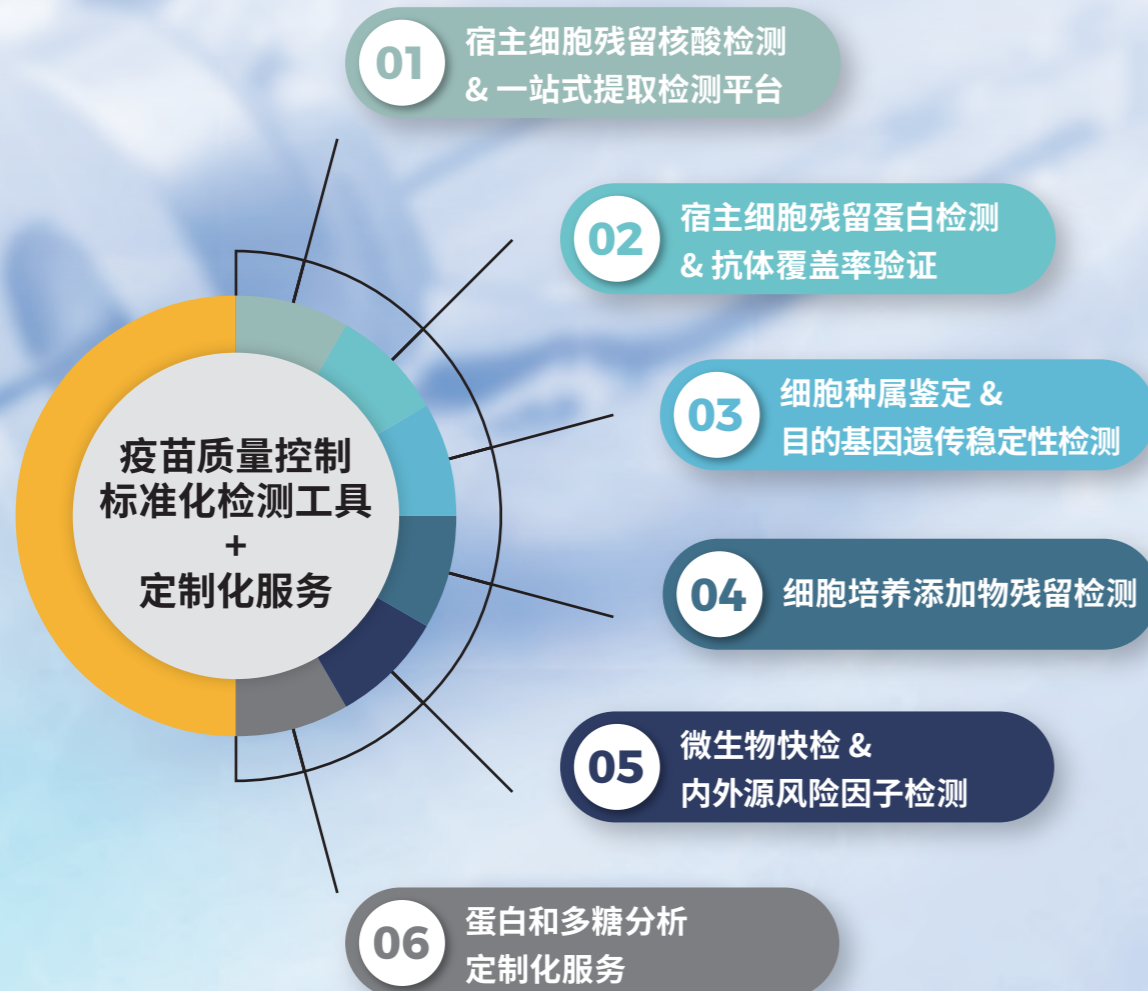 01
宿主细胞残留核酸检测
& 一站式提取检测平台
02
宿主细胞残留蛋白检测
& 抗体覆盖率验证
03
细胞种属鉴定 &
目的基因遗传稳定性检测
疫苗质量控制
标准化检测工具
+
定制化服务
04
细胞培养添加物残留检测
05
微生物快检 &
内外源风险因子检测
06
蛋白和多糖分析
定制化服务